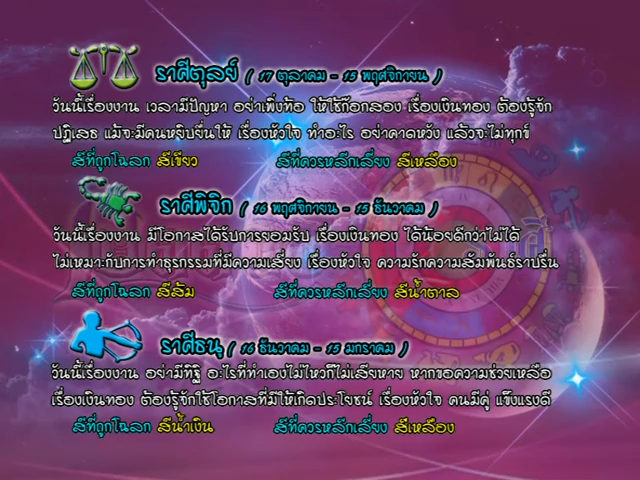 ราศีตุลย์ ( 17 ตุลาคม - 15 พฤศจิกายน )
วันนี้เรื่องงาน เวลามีปัญหา อย่าเพิ่งท้อ ให้ใช้ก๊อกสอง เรื่องเงินทอง ต้องรู้จัก
ปฏิเสธ แม้จะมีคนหยิบยื่นให้ เรื่องหัวใจ ทำอะไร อย่าคาดหวัง แล้วจะไม่ทุกข์
สีที่ถูกโฉลก สีเขียว สีที่ควรหลีกเลี่ยง สีเหลือง
ราศีพิจิก ( 16 พฤศจิกายน - 15 ธันวาคม )
วันนี้เรื่องงาน มีโอกาสได้รับการยอมรับ เรื่องเงินทอง ได้น้อยดีกว่าไม่ได้
ไม่เหมาะกับการทำธุรกรรมที่มีความเสี่ยง เรื่องหัวใจ ความรักความสัมพันธ์ราบรื่น
สีที่ถูกโฉลก สีส้ม สีที่ควรหลีกเลี่ยง สีน้ำตาล
ราศีธนู ( 16 ธันวาคม - 15 มกราคม )
วันนี้เรื่องงาน อย่ามีทิฐิ อะไรที่ทำเองไม่ไหวก็ไม่เสียหาย หากขอความช่วยเหลือ
เรื่องเงินทอง ต้องรู้จักใช้โอกาสที่มีให้เกิดประโยชน์ เรื่องหัวใจ คนมีคู่ แข็งแรงดี
สีที่ถูกโฉลก สีน้ำเงิน สีที่ควรหลีกเลี่ยง สีเหลือง